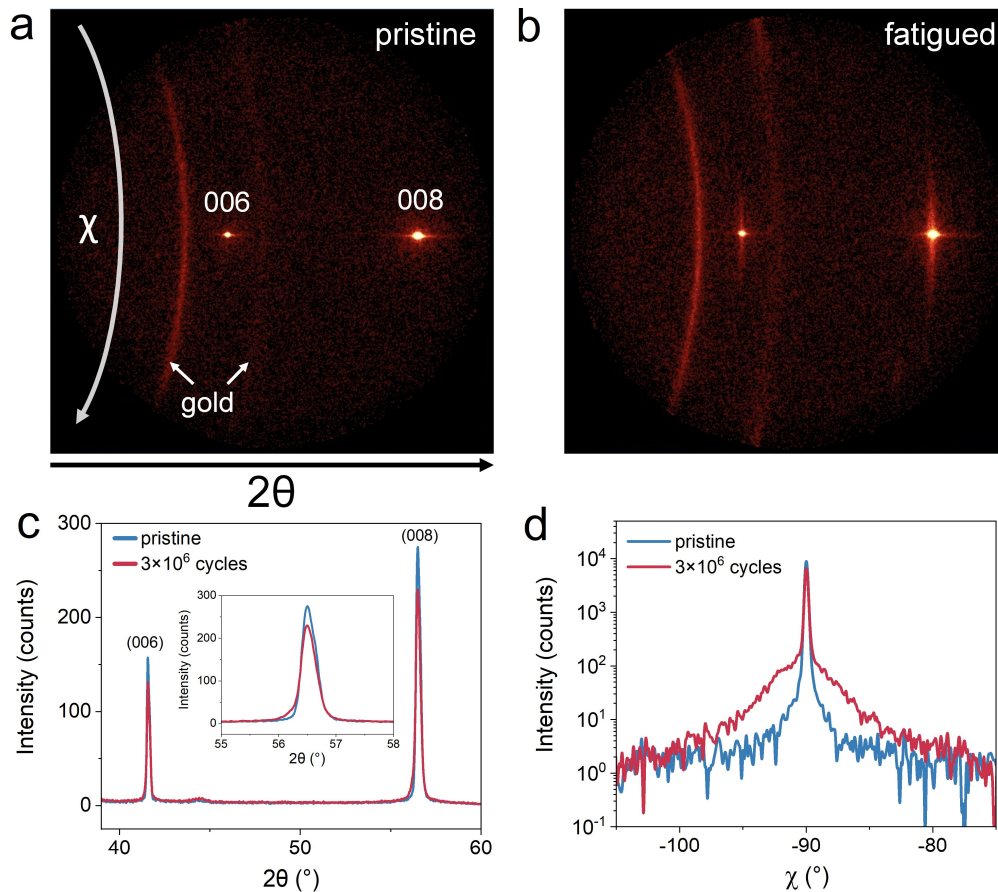 a
pristine
χ
006
008
gold
2θ
b
fatigued
c
pristine
3×10⁶ cycles
(006)
(008)
Intensity (counts)
300
200
100
0
40
50
60
2θ (°)
Intensity (counts)
300
200
100
0
55
56
57
58
2θ (°)
d
pristine
3×10⁶ cycles
Intensity (counts)
10⁴
10³
10²
10¹
10⁰
10⁻¹
-100
-90
-80
χ (°)